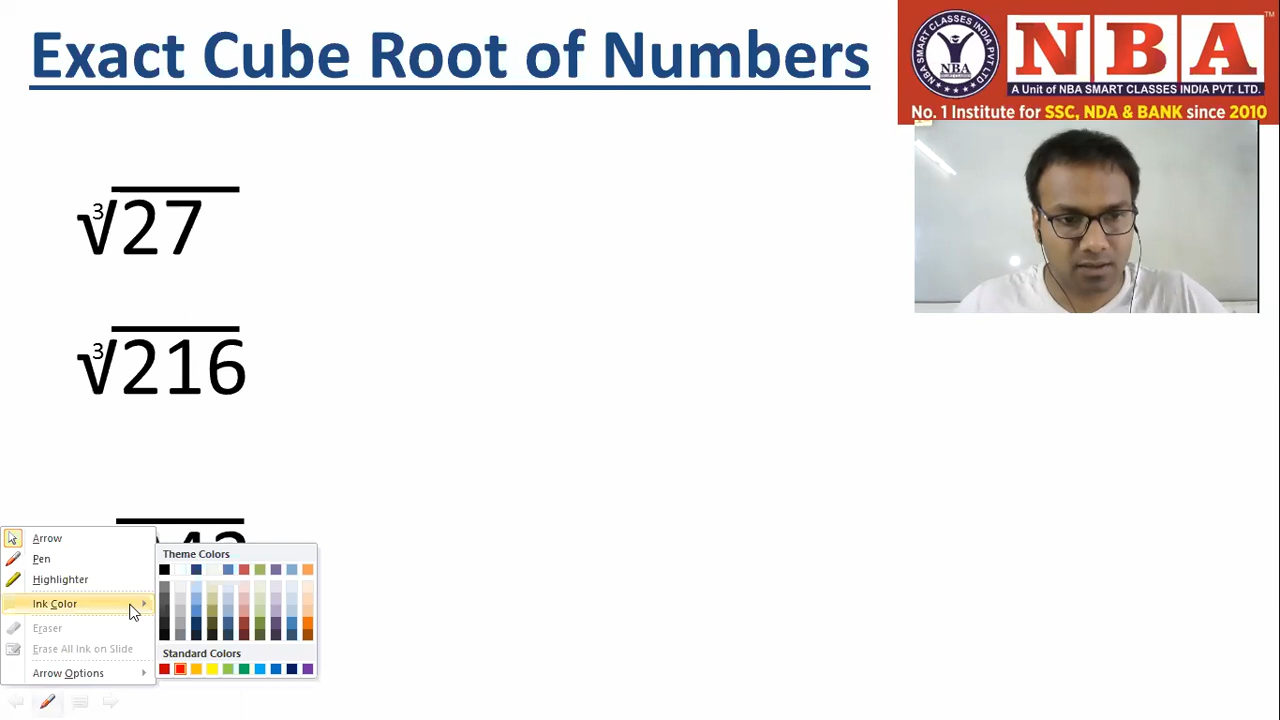 Exact Cube Root of Numbers
NBA
TM
NBA SMART CLASSES INDIA PVT. LTD.
NBA
A Unit of NBA SMART CLASSES INDIA PVT. LTD.
No. 1 Institute for SSC, NDA & BANK since 2010
∛27
∛216
Arrow
Pen
Highlighter
Ink Color
Eraser
Erase All Ink on Slide
Arrow Options
Theme Colors
Standard Colors